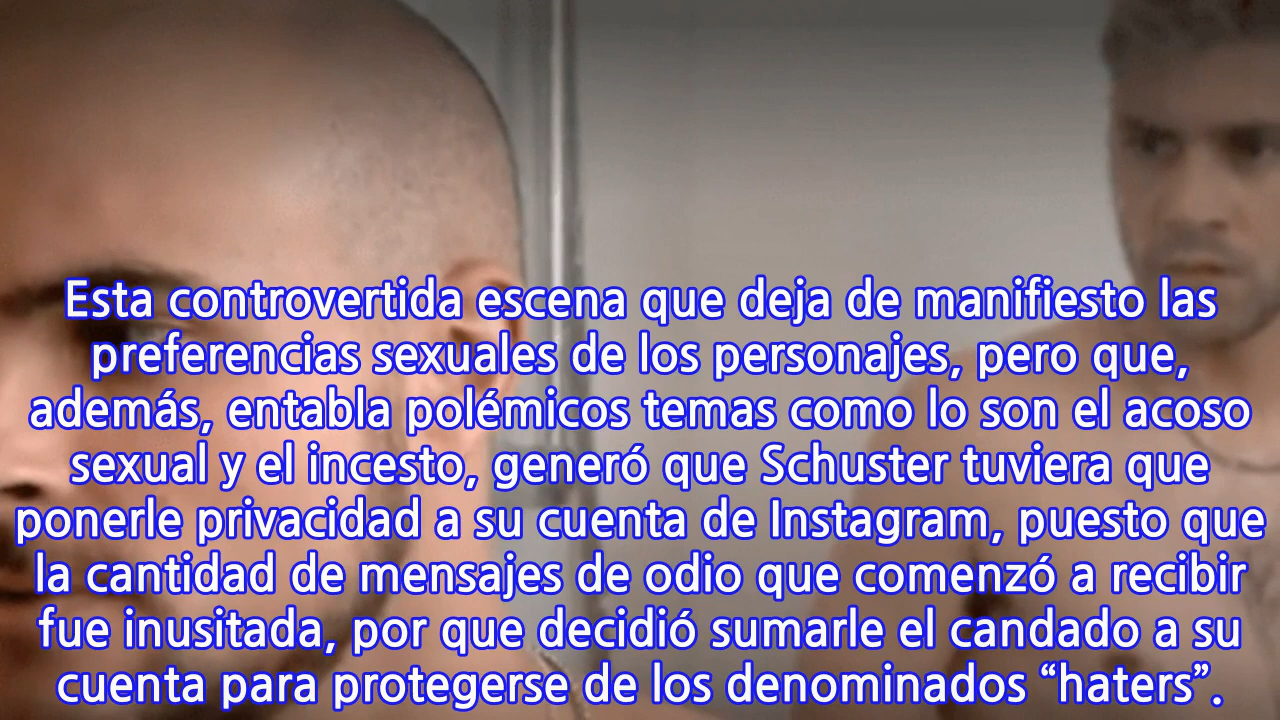 Esta controvertida escena que deja de manifiesto las
preferencias sexuales de los personajes, pero que,
además, entabla polémicos temas como lo son el acoso
sexual y el incesto, generó que Schuster tuviera que
ponerle privacidad a su cuenta de Instagram, puesto que
la cantidad de mensajes de odio que comenzó a recibir
fue inusitada, por que decidió sumarle el candado a su
cuenta para protegerse de los denominados “haters”.